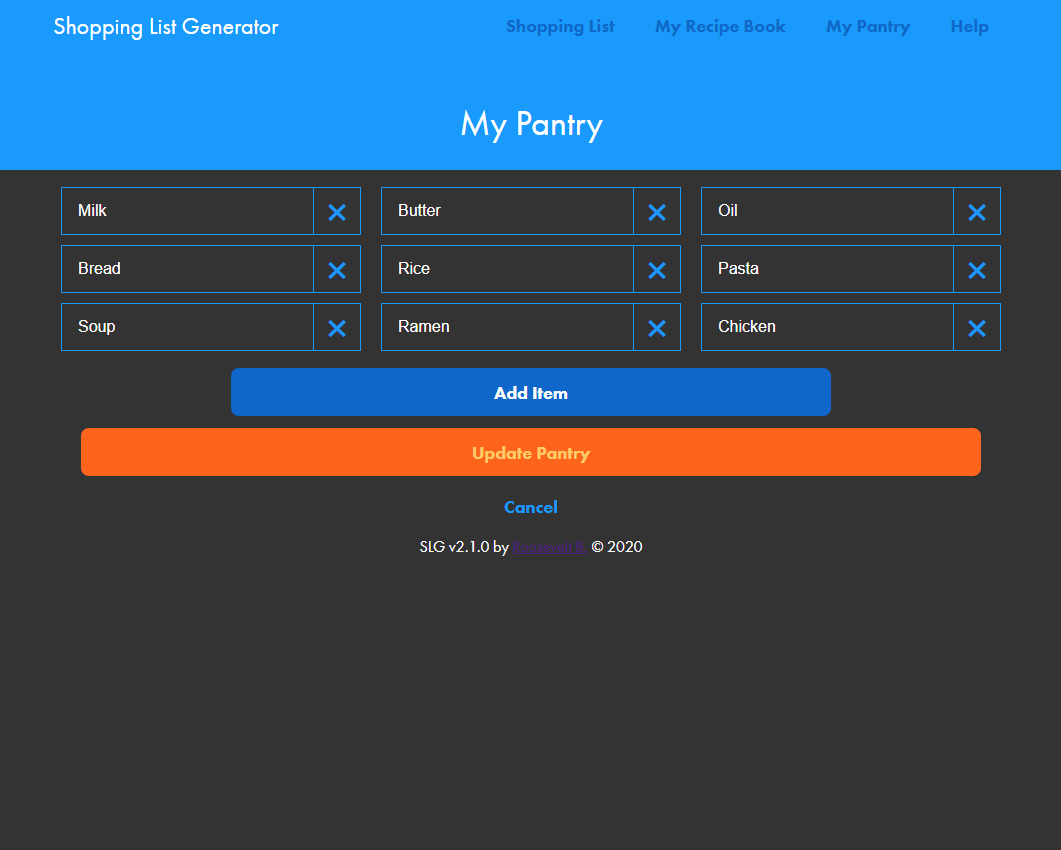 Shopping List Generator
Shopping List My Recipe Book My Pantry Help
My Pantry
Milk Butter Oil
Bread Rice Pasta
Soup Ramen Chicken
Add Item
Update Pantry
Cancel
SLG v2.1.0 by Roosevelt B. © 2020